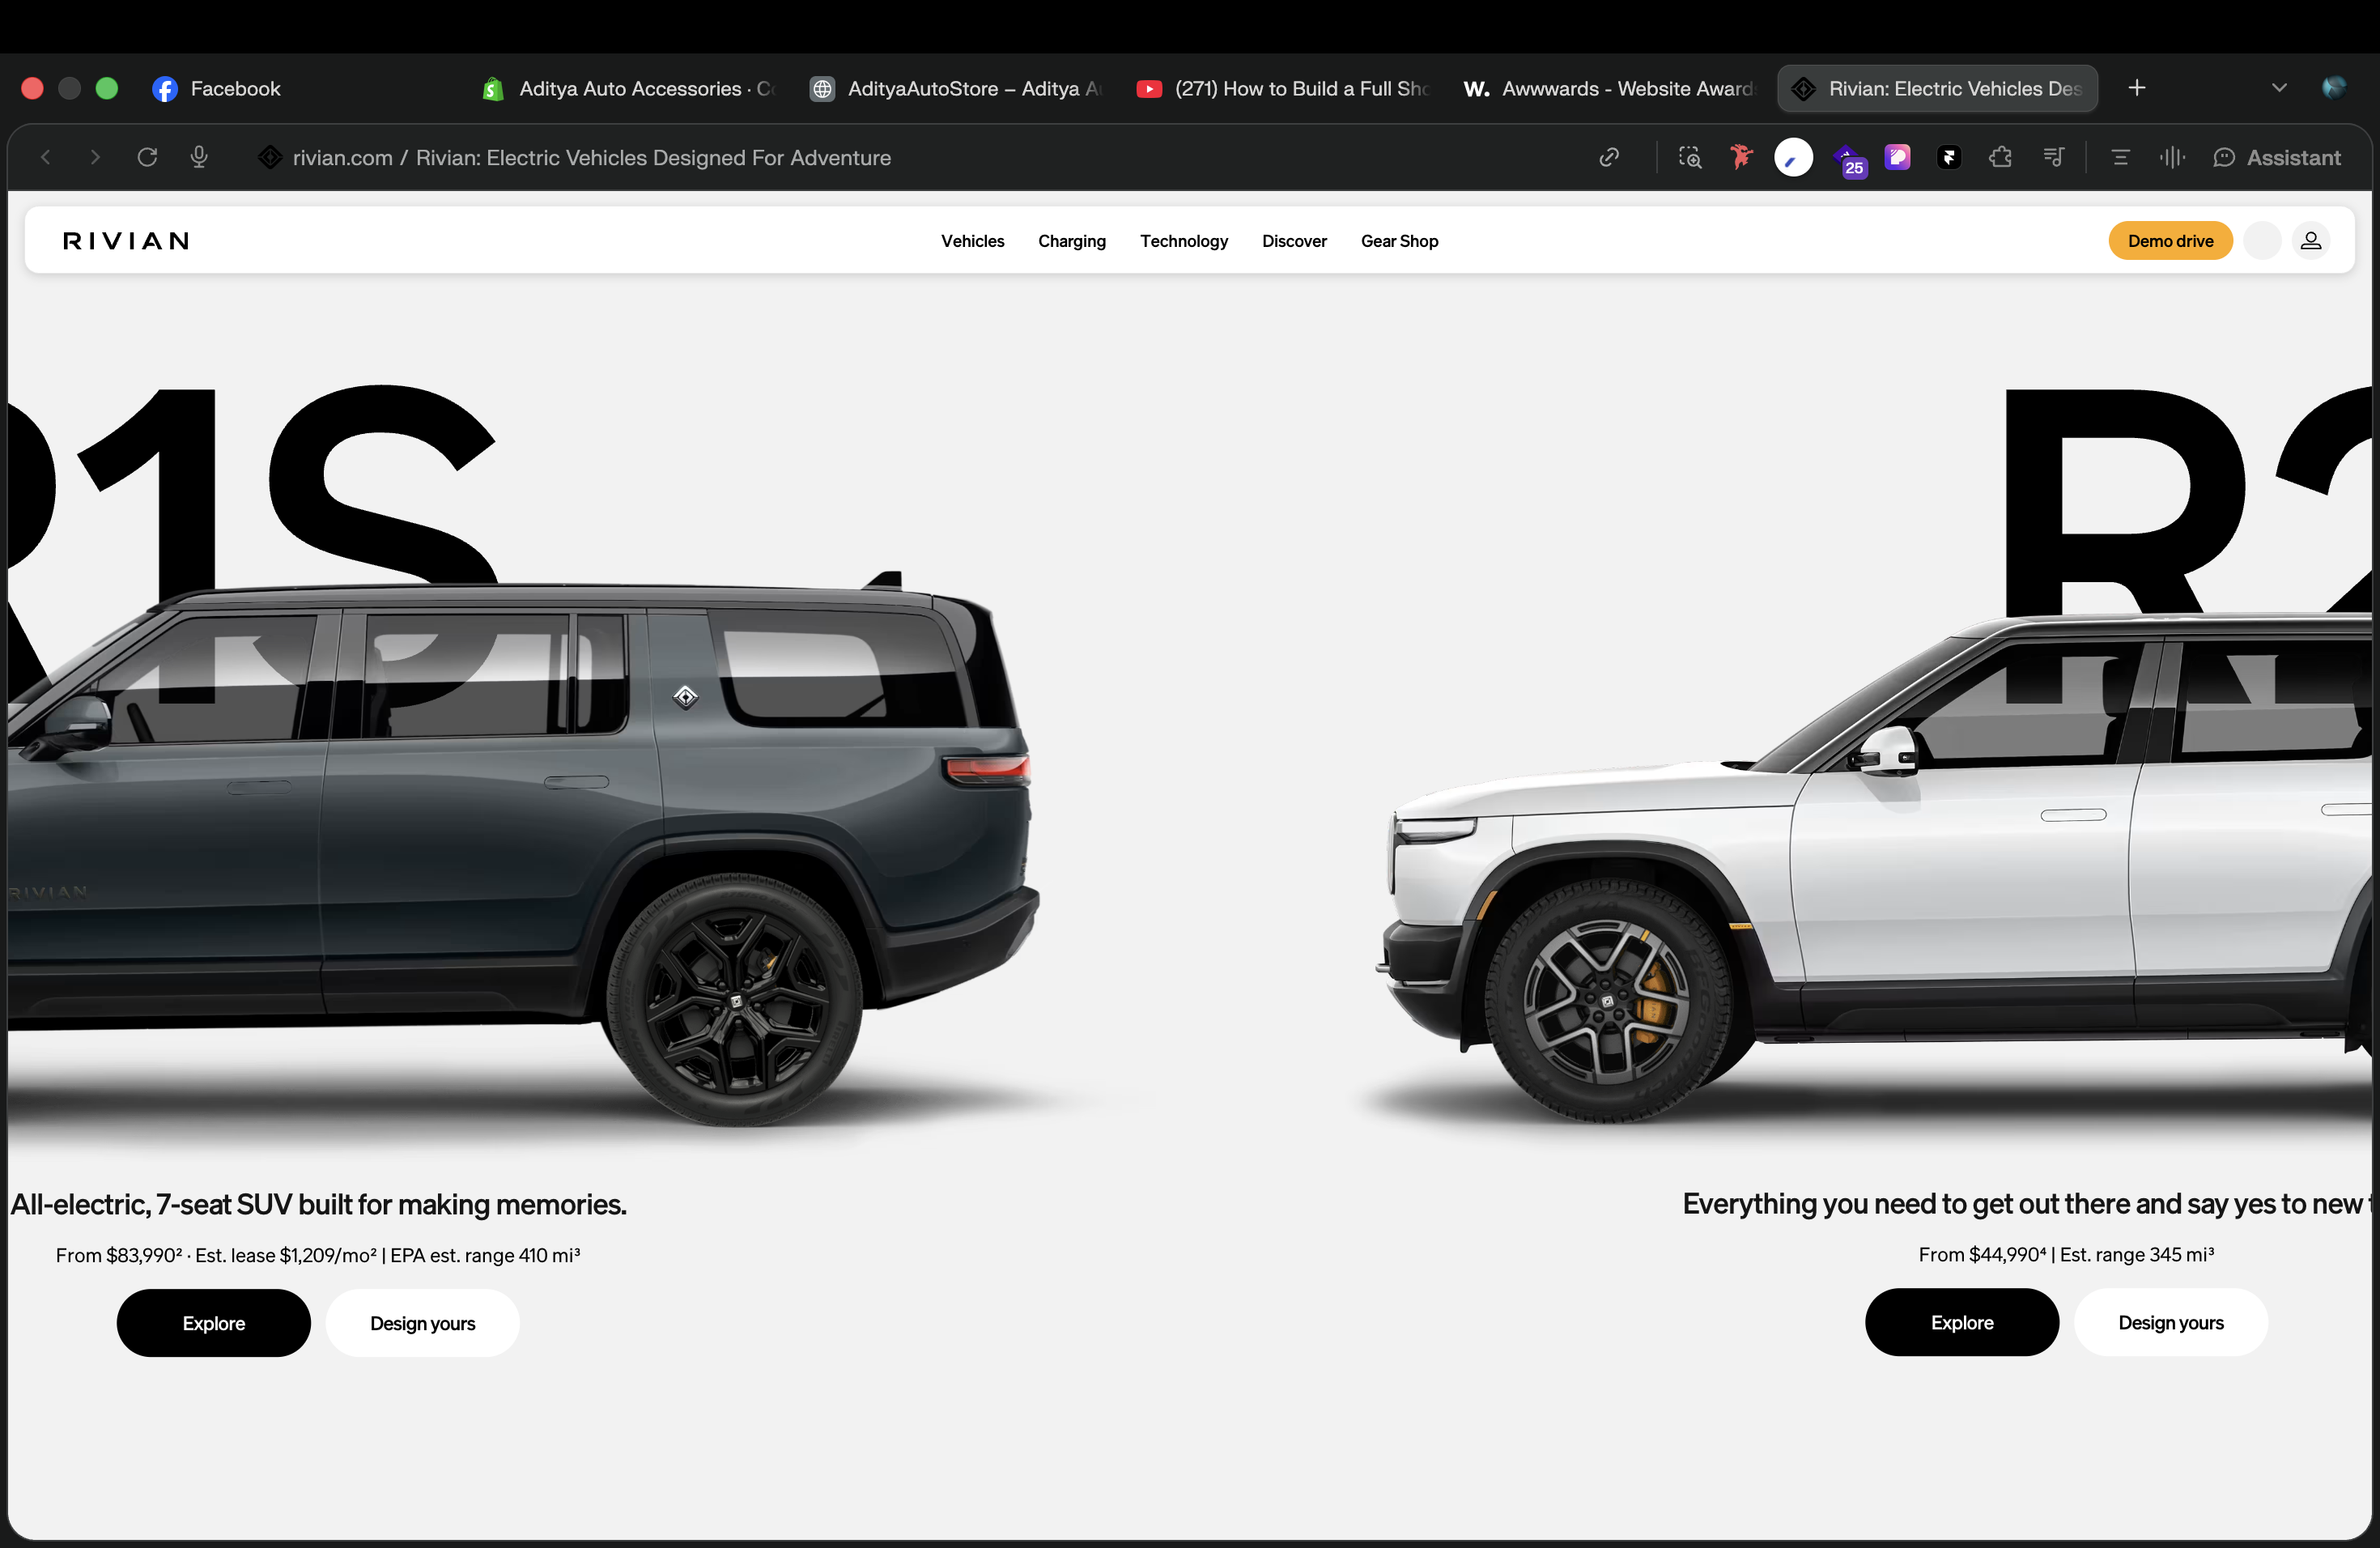 Facebook
Aditya Auto Accessories · Co
AdityaAutoStore – Aditya Au
(271) How to Build a Full Sho
W. Awwwards - Website Award
Rivian: Electric Vehicles Des
rivian.com / Rivian: Electric Vehicles Designed For Adventure
25
Assistant
RIVIAN
Vehicles
Charging
Technology
Discover
Gear Shop
Demo drive
R1S
R2
RIVIAN
All-electric, 7-seat SUV built for making memories.
From $83,990² · Est. lease $1,209/mo² | EPA est. range 410 mi³
Explore
Design yours
Everything you need to get out there and say yes to new
From $44,990⁴ | Est. range 345 mi³
Explore
Design yours